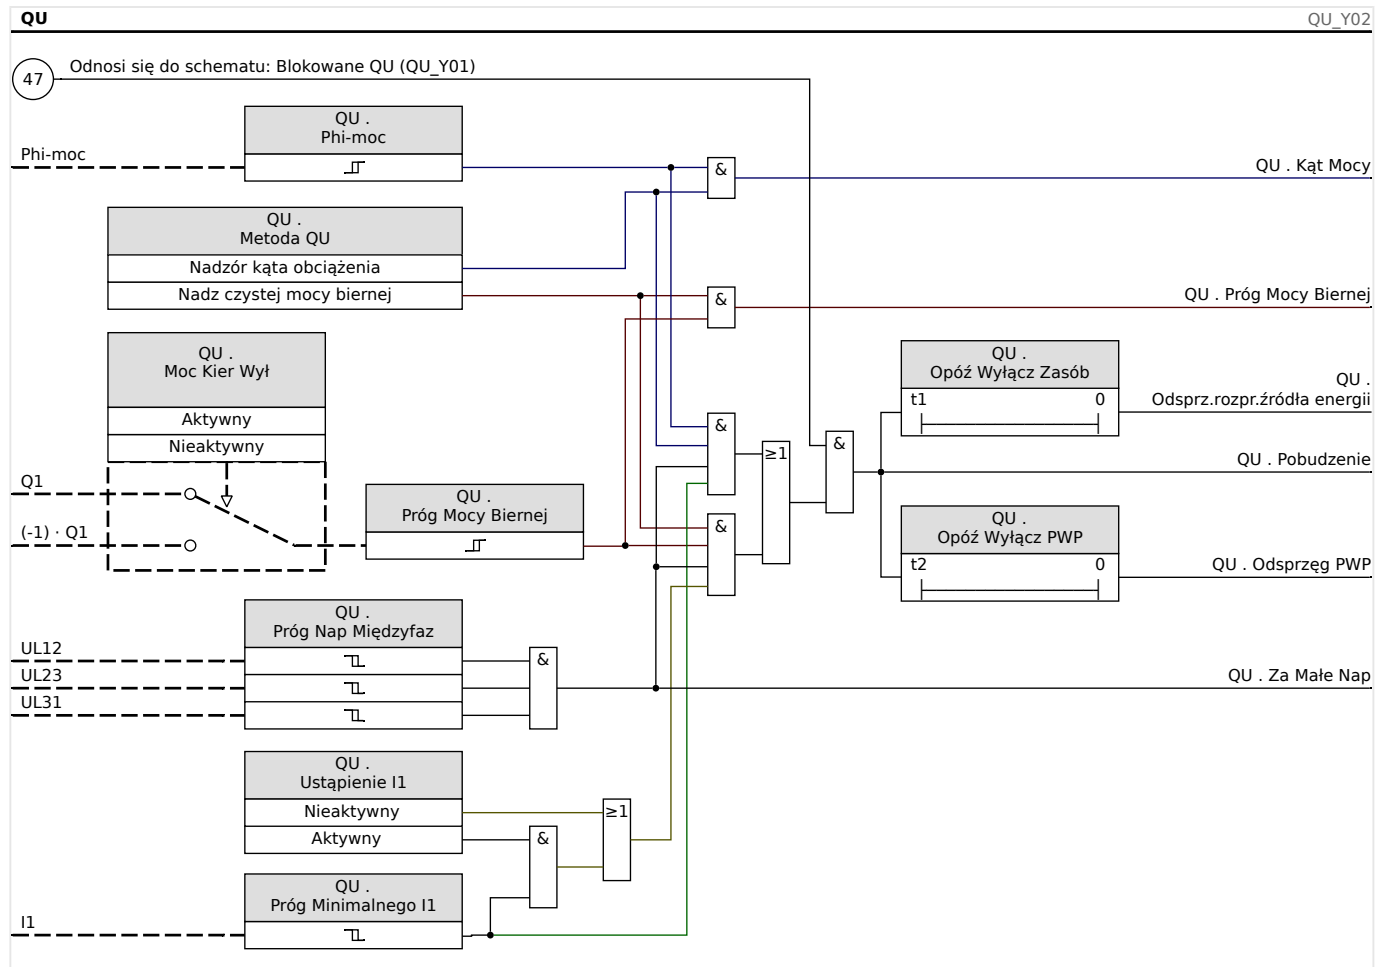 QU
QU_Y02
47
Odnosi się do schematu: Blokowane QU (QU_Y01)
QU .
Phi-moc
Phi-moc
&
QU . Kąt Mocy
QU .
Metoda QU
Nadzór kąta obciążenia
Nadz czystej mocy biernej
&
QU . Próg Mocy Biernej
QU .
Moc Kier Wył
Aktywny
Nieaktywny
QU .
Opóź Wyłącz Zasób
t1 0
QU .
Odsprz.rozpr.źródła energii
&
≥1
&
QU . Pobudzenie
Q1
(-1) · Q1
QU .
Próg Mocy Biernej
&
QU .
Opóź Wyłącz PWP
t2 0
QU . Odsprzęg PWP
QU .
Próg Nap Międzyfaz
UL12
UL23
UL31
&
QU . Za Małe Nap
QU .
Ustąpienie I1
Nieaktywny
Aktywny
≥1
&
QU .
Próg Minimalnego I1
I1